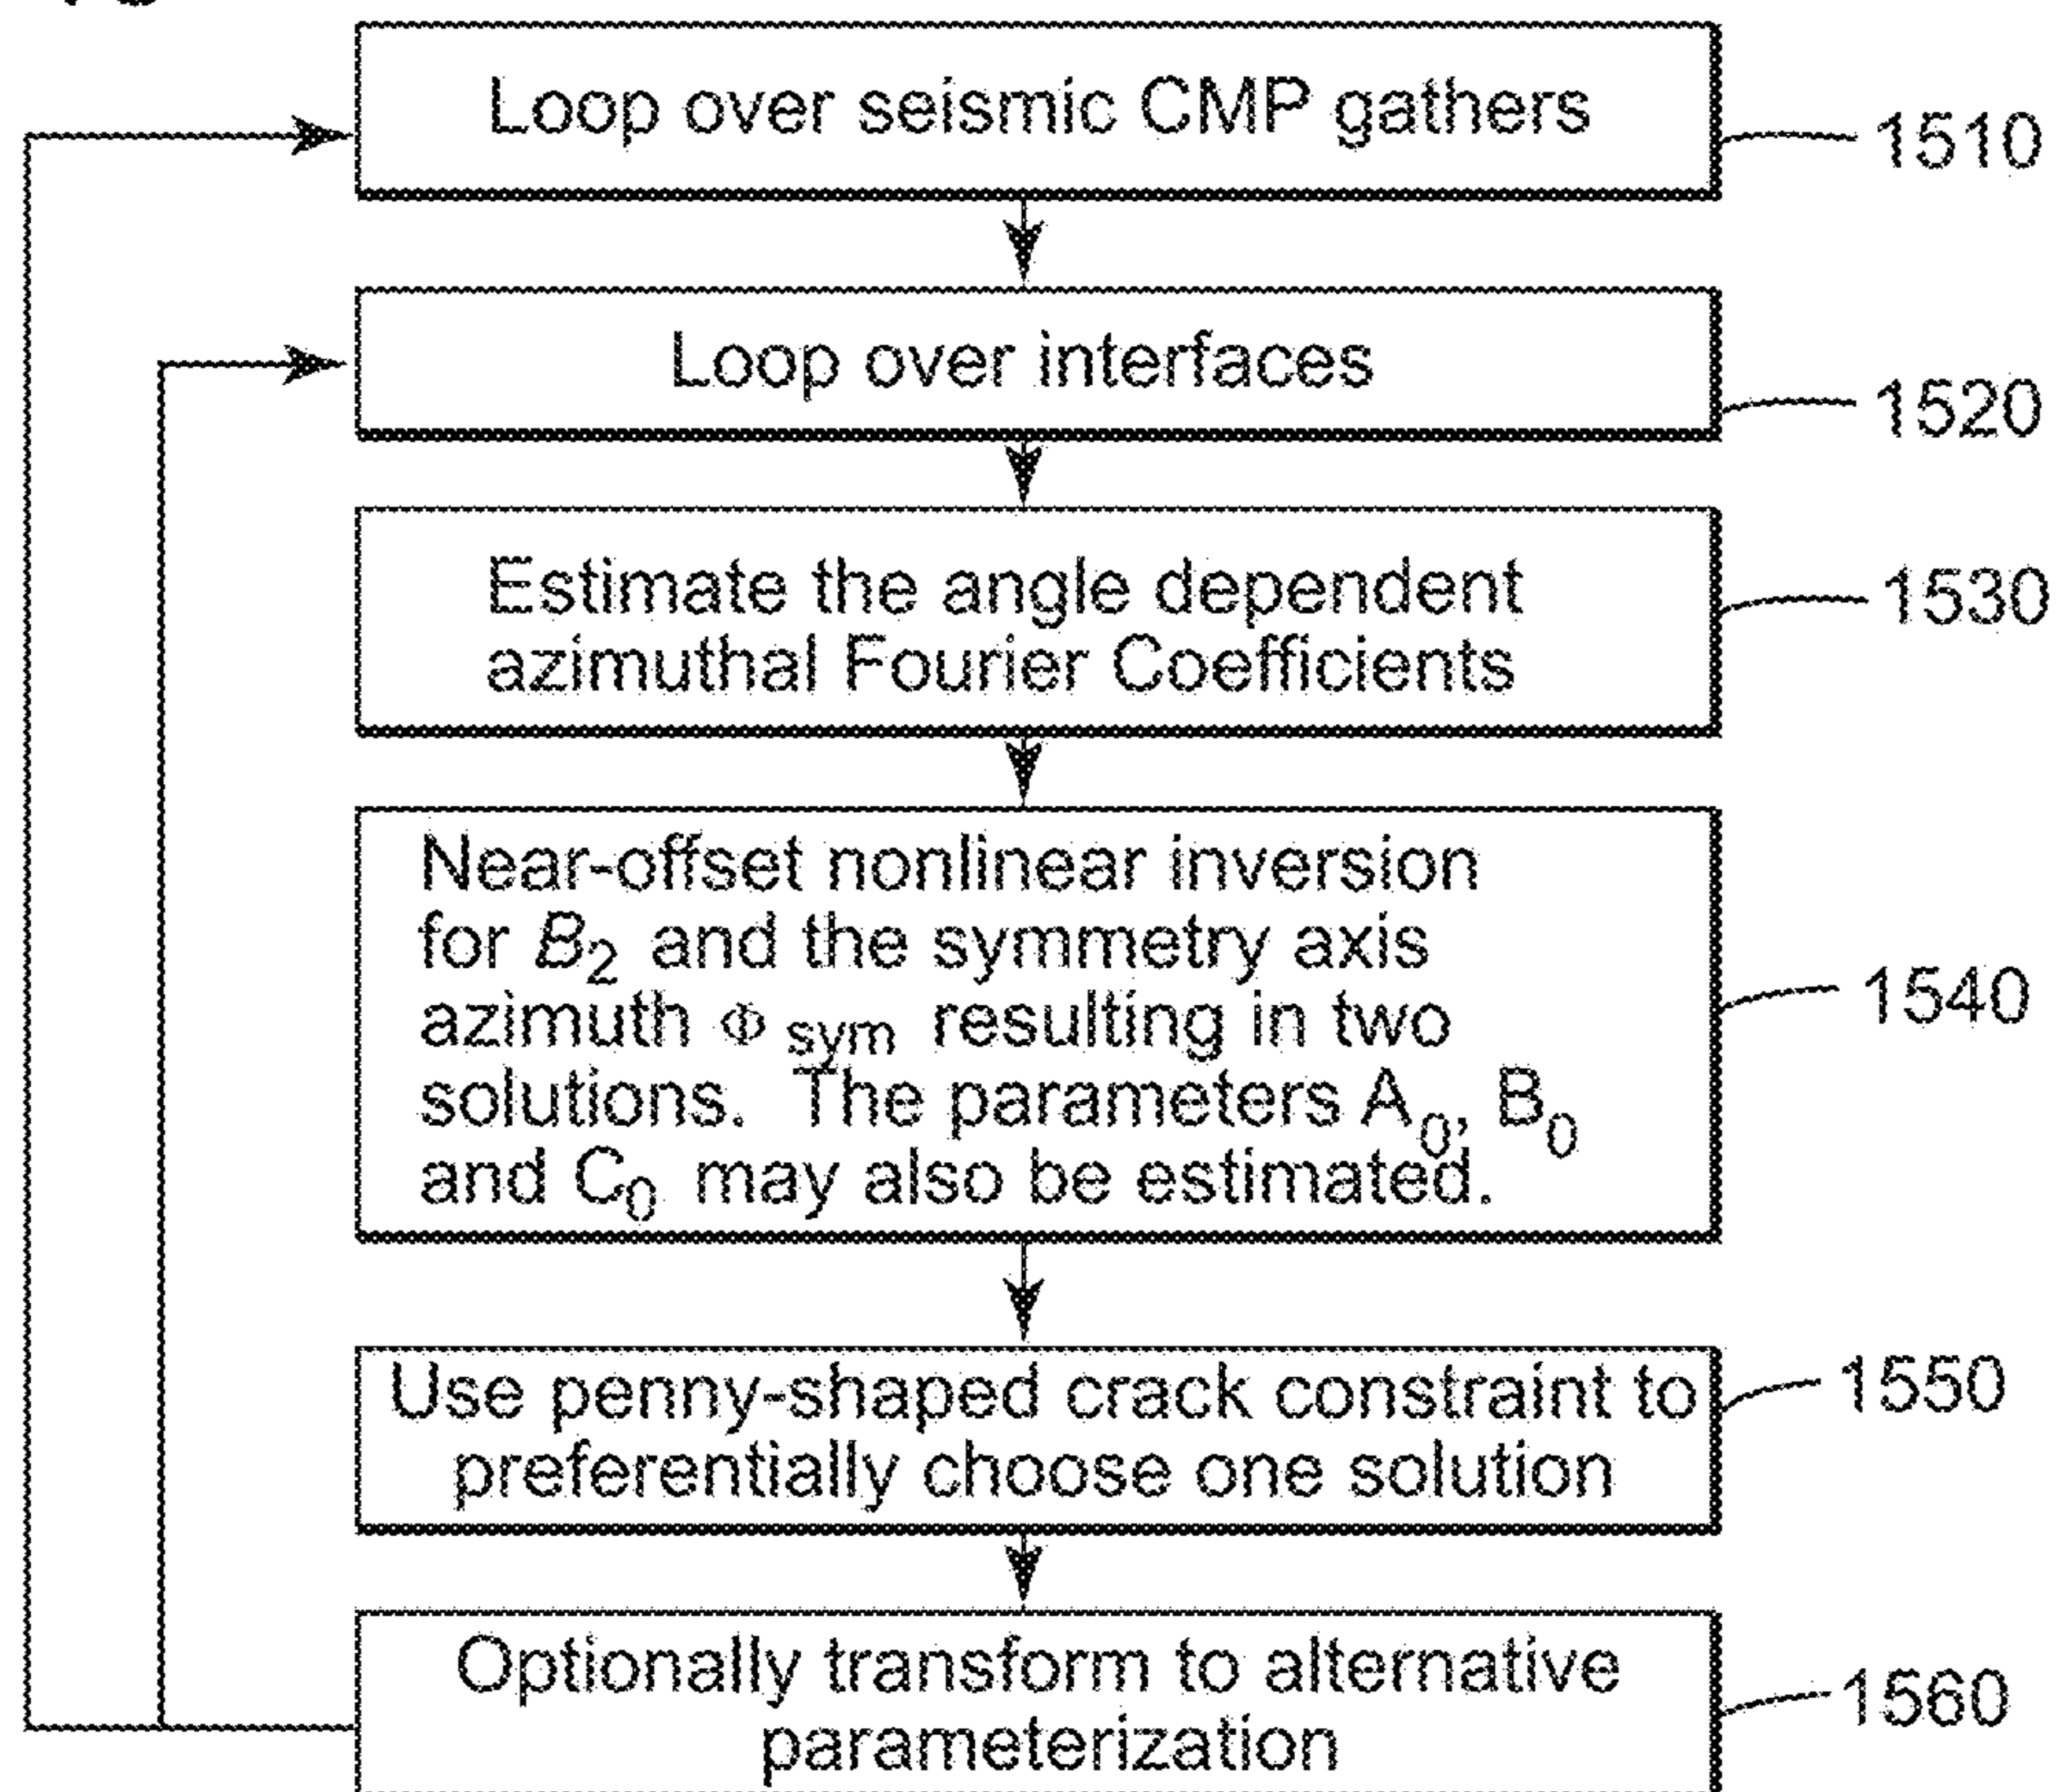 Loop over seismic CMP gathers
1510
Loop over interfaces
1520
Estimate the angle dependent
azimuthal Fourier Coefficients
1530
Near-offset nonlinear inversion
for B₂ and the symmetry axis
azimuth Φ sym resulting in two
solutions. The parameters A₀, B₀
and C₀ may also be estimated.
1540
Use penny-shaped crack constraint to
preferentially choose one solution
1550
Optionally transform to alternative
parameterization
1560